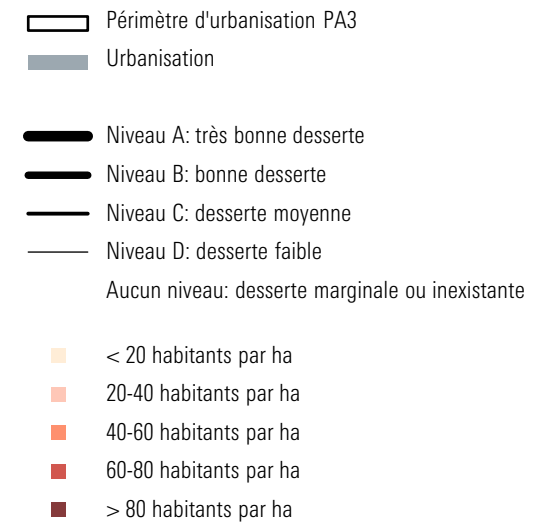 Périmètre d'urbanisation PA3
Urbanisation
Niveau A: très bonne desserte
Niveau B: bonne desserte
Niveau C: desserte moyenne
Niveau D: desserte faible
Aucun niveau: desserte marginale ou inexistante
< 20 habitants par ha
20-40 habitants par ha
40-60 habitants par ha
60-80 habitants par ha
> 80 habitants par ha